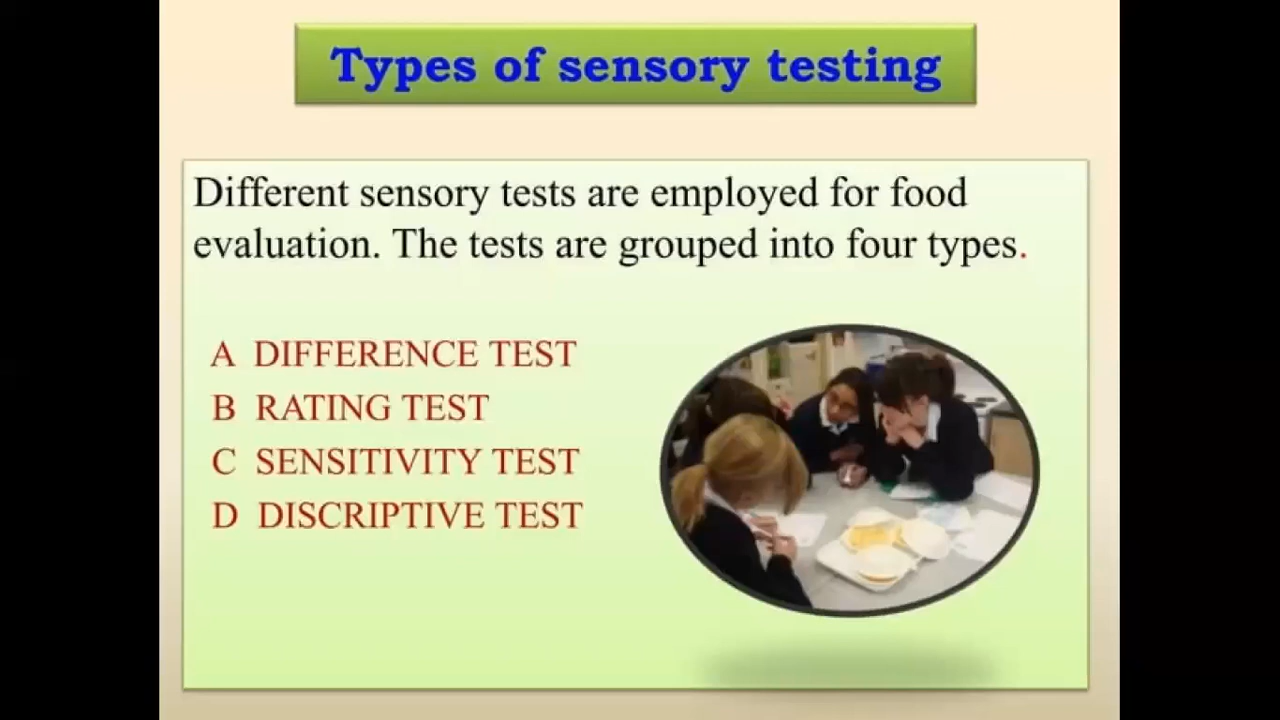 Types of sensory testing
Different sensory tests are employed for food
evaluation. The tests are grouped into four types.
A DIFFERENCE TEST
B RATING TEST
C SENSITIVITY TEST
D DISCRIPTIVE TEST